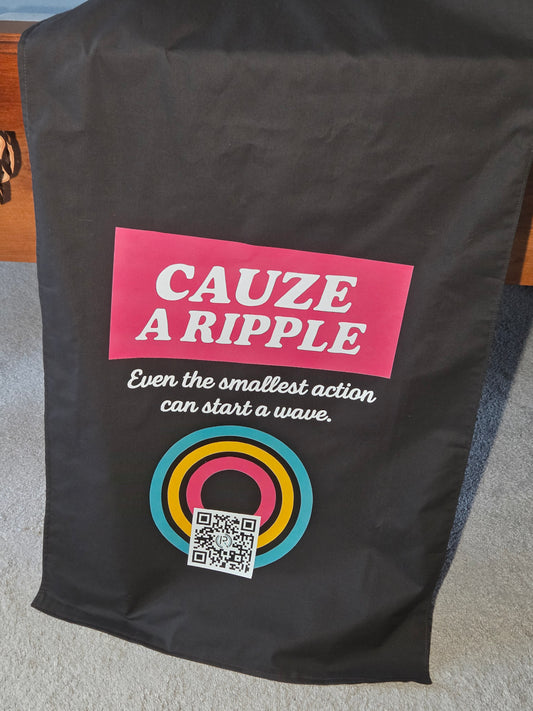 CAUZE
A RIPPLE
Even the smallest action
can start a wave.